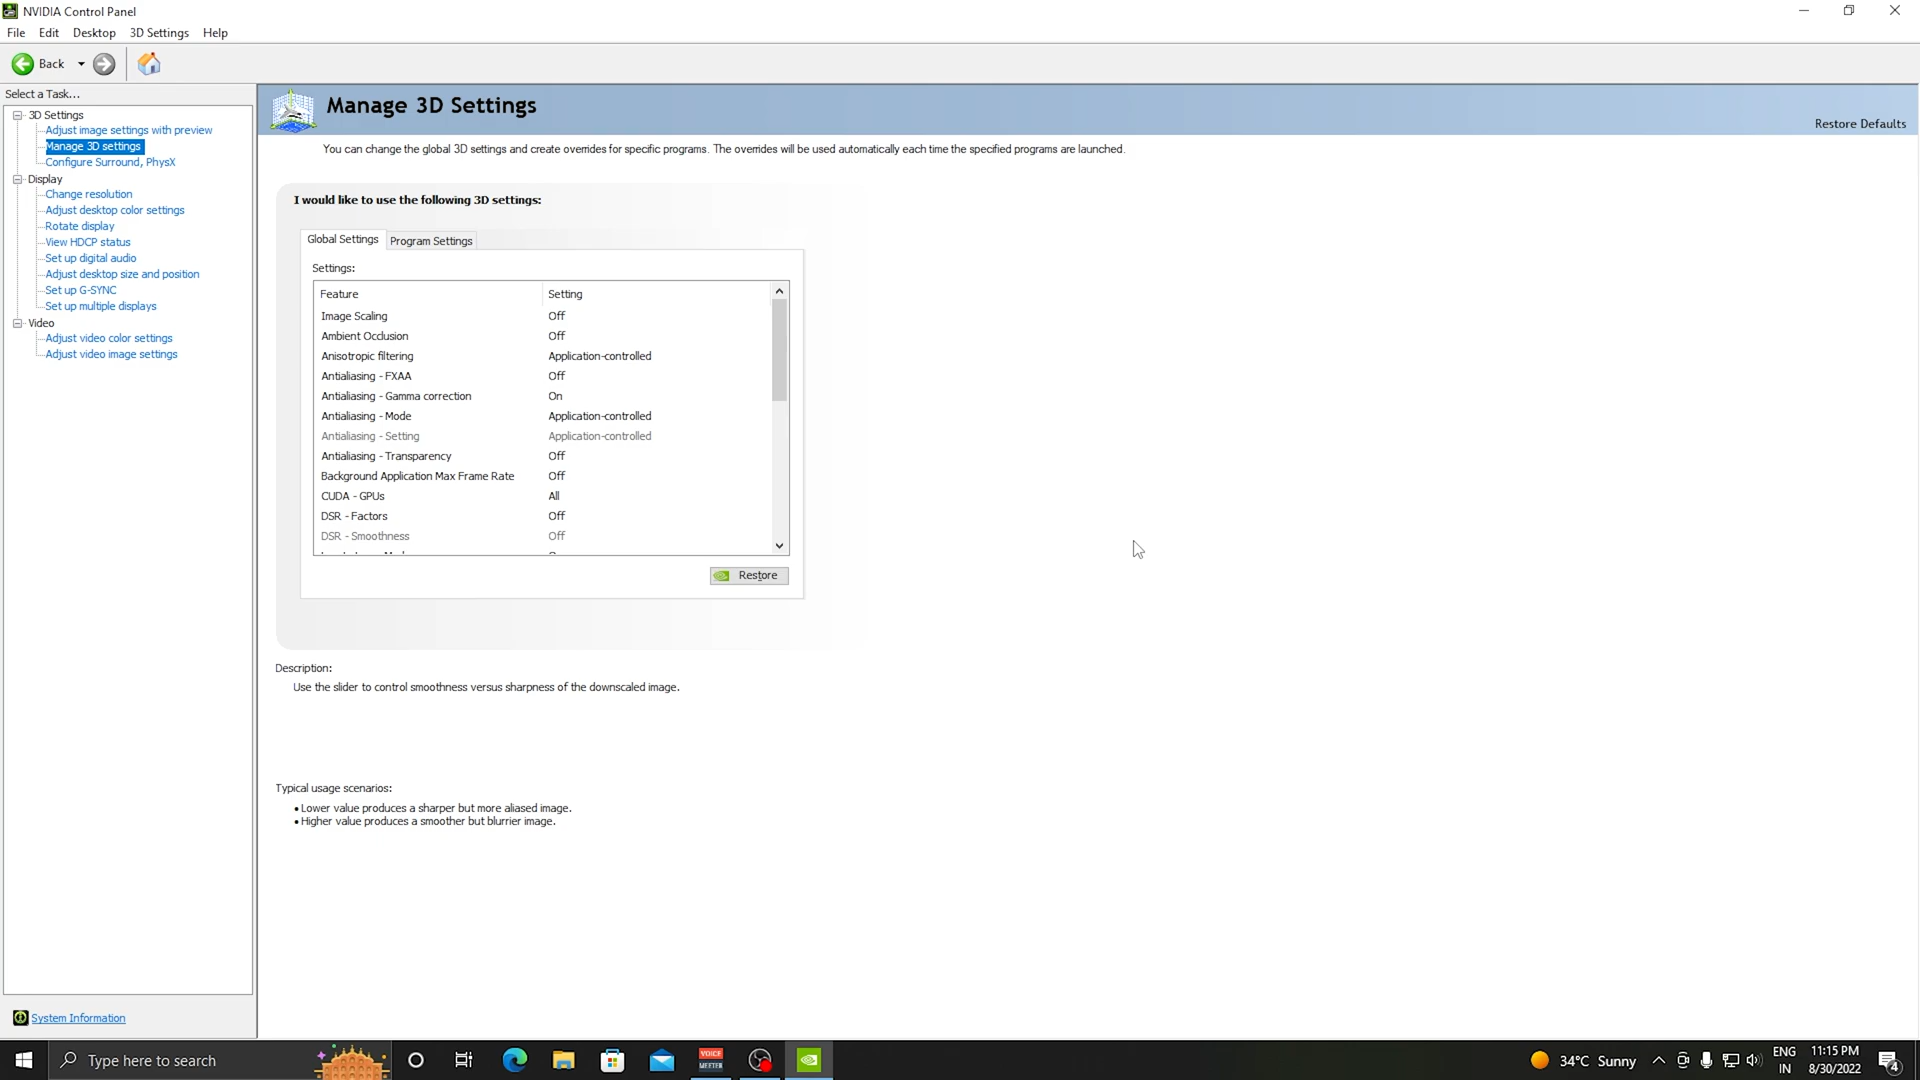 NVIDIA Control Panel
File Edit Desktop 3D Settings Help
Back
Select a Task...
3D Settings
Adjust image settings with preview
Manage 3D settings
Configure Surround, PhysX
Display
Change resolution
Adjust desktop color settings
Rotate display
View HDCP status
Set up digital audio
Adjust desktop size and position
Set up G-SYNC
Set up multiple displays
Video
Adjust video color settings
Adjust video image settings
System Information
Manage 3D Settings
Restore Defaults
You can change the global 3D settings and create overrides for specific programs. The overrides will be used automatically each time the specified programs are launched.
I would like to use the following 3D settings:
Global Settings Program Settings
Settings:
Feature Setting
Image Scaling Off
Ambient Occlusion Off
Anisotropic filtering Application-controlled
Antialiasing - FXAA Off
Antialiasing - Gamma correction On
Antialiasing - Mode Application-controlled
Antialiasing - Setting Application-controlled
Antialiasing - Transparency Off
Background Application Max Frame Rate Off
CUDA - GPUs All
DSR - Factors Off
DSR - Smoothness Off
Restore
Description:
Use the slider to control smoothness versus sharpness of the downscaled image.
Typical usage scenarios:
• Lower value produces a sharper but more aliased image.
• Higher value produces a smoother but blurrier image.
Type here to search
VOICE
MEETER
34°C Sunny
ENG
IN
11:15 PM
8/30/2022
4